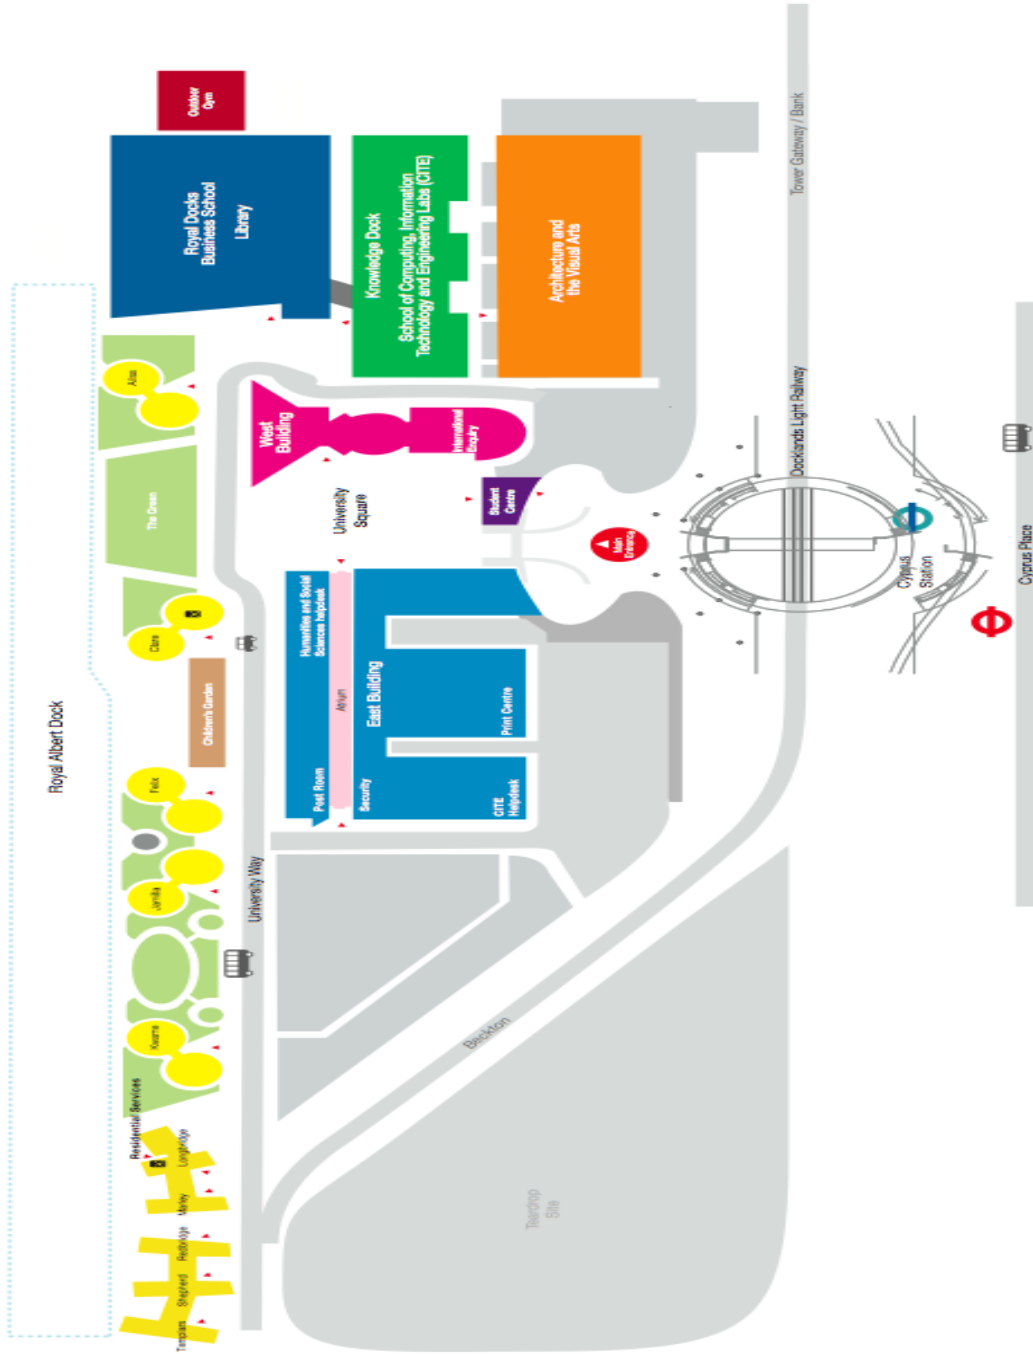 Outdoor
Gym
Royal Docks
Business School
Library
Knowledge Dock
School of Computing, Information
Technology and Engineering Labs (CITE)
Architecture and
the Visual Arts
Tower Gateway / Bank
Docklands Light Railway
Ailsa
West
Building
International
Enquiry
Student
Centre
University
Square
Main
Entrance
Cyprus
Station
Cyprus Place
The Green
Clare
Children's Garden
Humanities and Social
Sciences helpdesk
Atrium
East Building
Print Centre
Post Room
Security
CITE
Helpdesk
Royal Albert Dock
Felix
Jamilla
University Way
Kwame
Residential Services
Longbridge
Morley
Redbridge
Shepherd
Templars
Beckton
Teardrop
Site